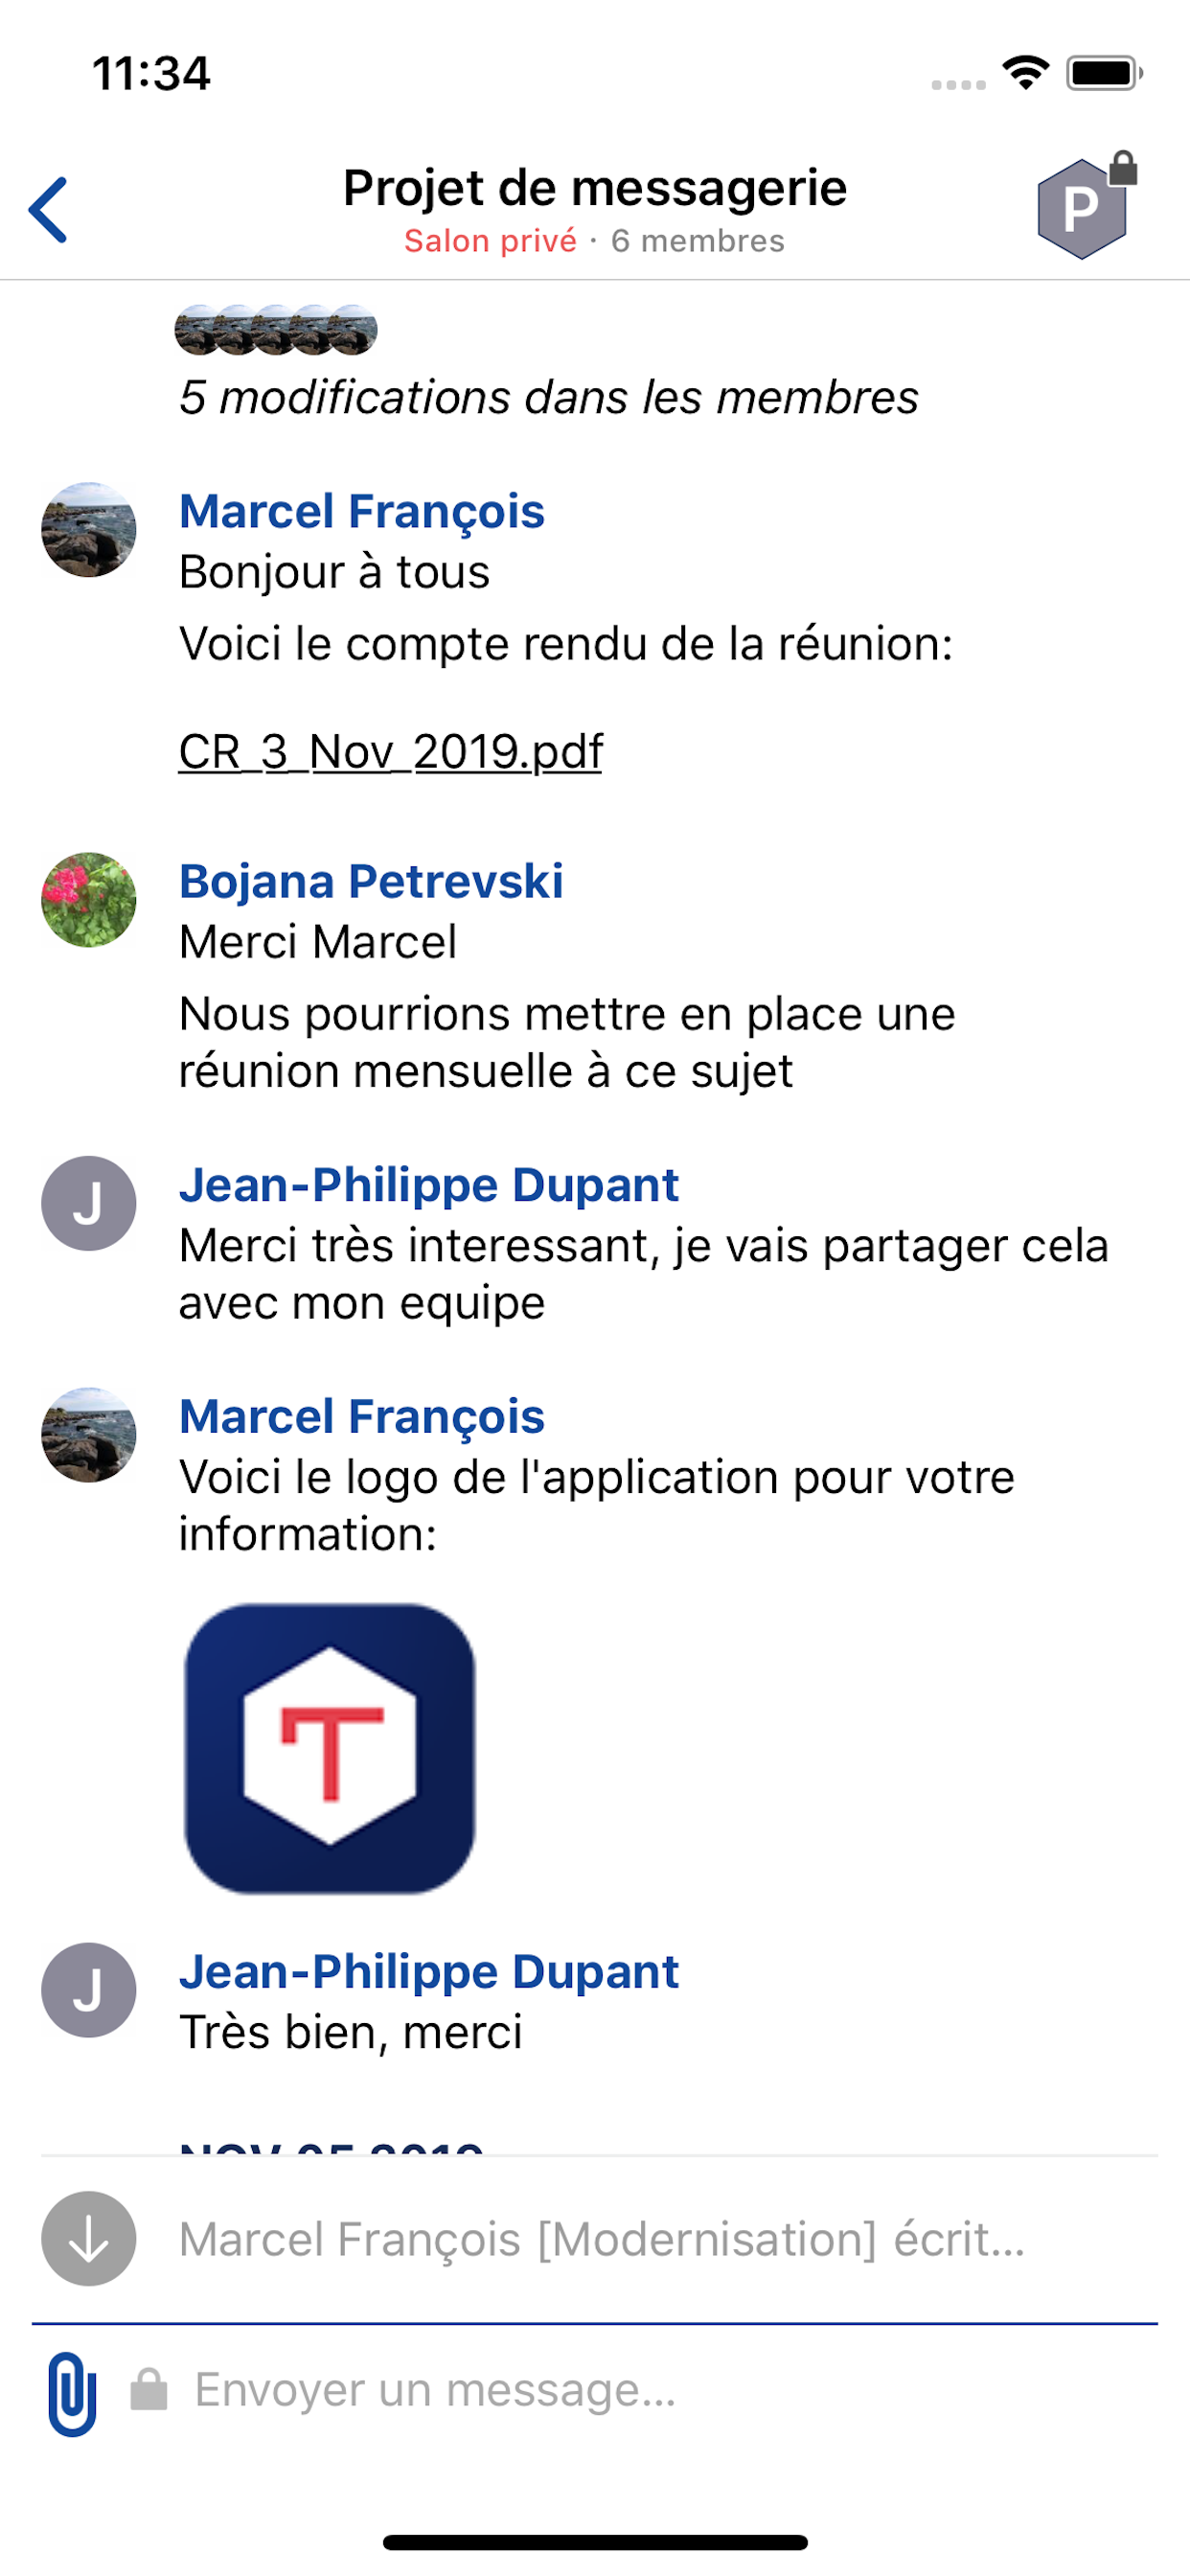 11:34
Projet de messagerie
P
Salon privé · 6 membres
5 modifications dans les membres
Marcel François
Bonjour à tous
Voici le compte rendu de la réunion:
CR_3_Nov_2019.pdf
Bojana Petrevski
Merci Marcel
Nous pourrions mettre en place une
réunion mensuelle à ce sujet
J
Jean-Philippe Dupant
Merci très interessant, je vais partager cela
avec mon equipe
Marcel François
Voici le logo de l'application pour votre
information:
T
J
Jean-Philippe Dupant
Très bien, merci
NOV 05 2019
Marcel François [Modernisation] écrit...
Envoyer un message...